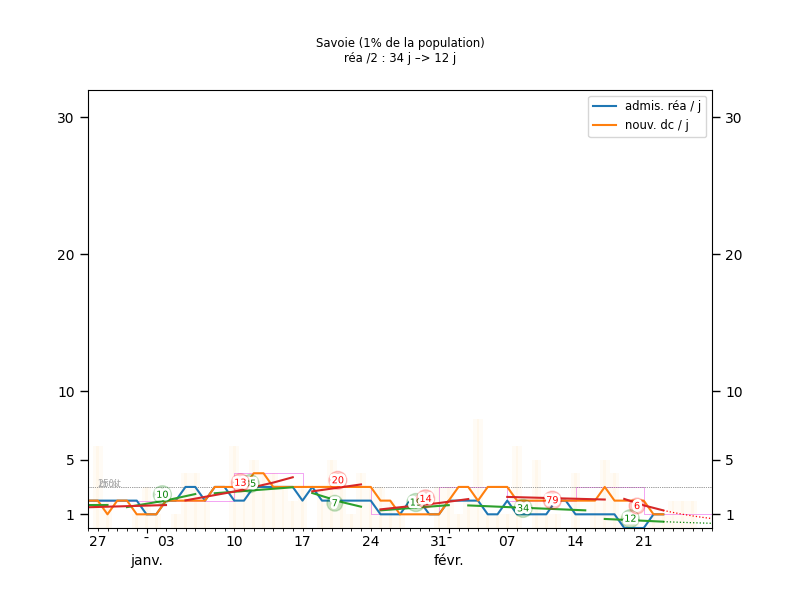 Savoie (1% de la population)
réa /2 : 34 j –> 12 j
admis. réa / j
nouv. dc / j
30 30
20 20
10 10
5 5
1 1
10 13 20 7 14 34 79 12 6
27 03 10 17 24 31 07 14 21
janv. févr.